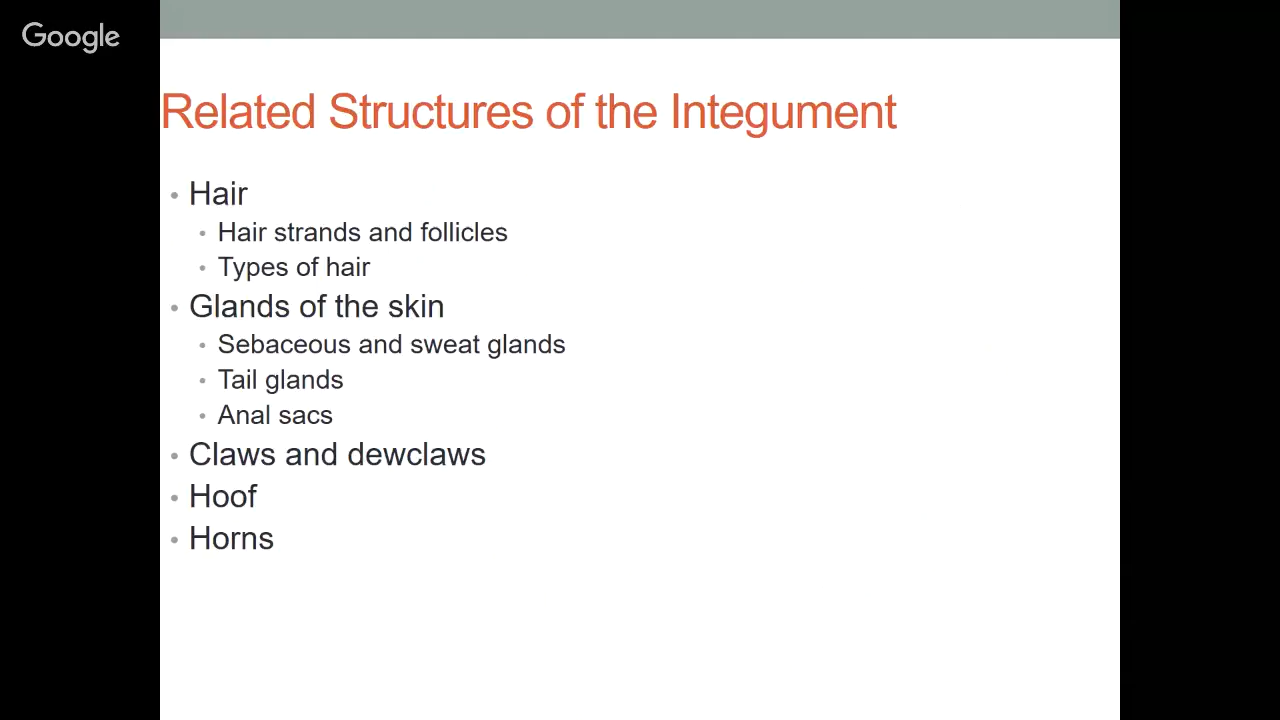 Google
Related Structures of the Integument
• Hair
• Hair strands and follicles
• Types of hair
• Glands of the skin
• Sebaceous and sweat glands
• Tail glands
• Anal sacs
• Claws and dewclaws
• Hoof
• Horns